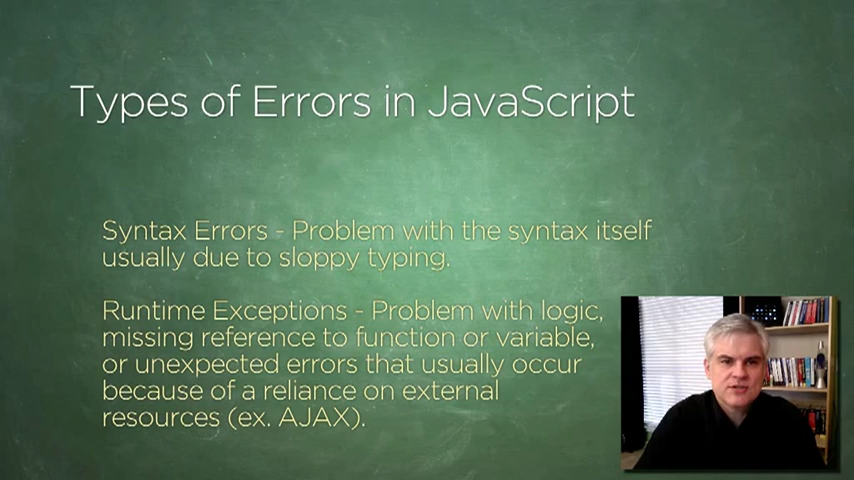 Types of Errors in JavaScript
Syntax Errors - Problem with the syntax itself
usually due to sloppy typing.
Runtime Exceptions - Problem with logic,
missing reference to function or variable,
or unexpected errors that usually occur
because of a reliance on external
resources (ex. AJAX).